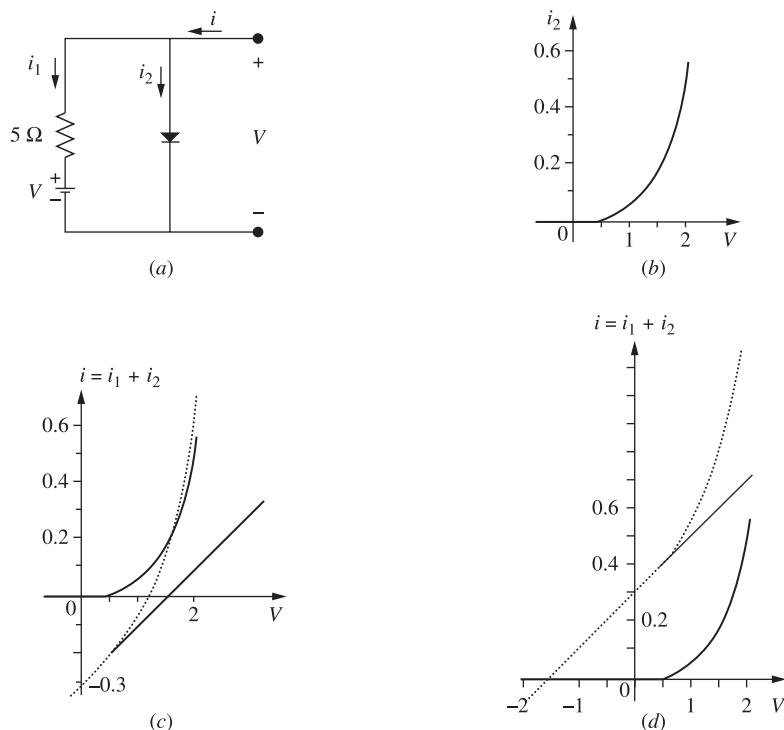 i
+
i₁
i₂
5 Ω
V
+
V
–
–
(a)
i₂
0.6
0.4
0.2
0
1
2
V
(b)
i = i₁ + i₂
0.6
0.4
0.2
0
2
V
–0.3
(c)
i = i₁ + i₂
0.6
0.4
0.2
0
–2
–1
1
2
V
(d)